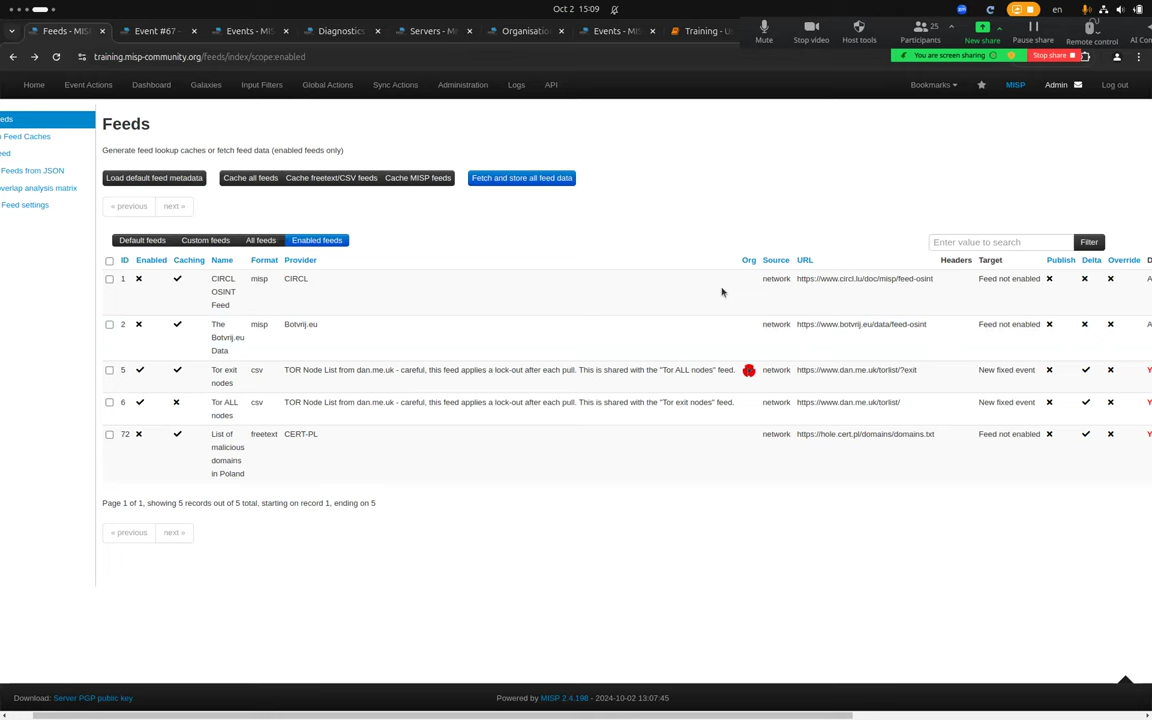 Oct 2 15:09
en
Feeds - MIS
Event #67 -
Events - MI
Diagnostics
Servers - M
Organisatio
Events - MI
Training - U
Mute
Stop video
Host tools
Participants
25
New share
Pause share
Remote control
AI Co
You are screen sharing
Stop share
training.misp-community.org/feeds/index/scope:enabled
Home Event Actions Dashboard Galaxies Input Filters Global Actions Sync Actions Administration Logs API Bookmarks MISP Admin Log out
eds
Feed Caches
eed
Feeds from JSON
overlap analysis matrix
Feed settings
Feeds
Generate feed lookup caches or fetch feed data (enabled feeds only)
Load default feed metadata Cache all feeds Cache freetext/CSV feeds Cache MISP feeds Fetch and store all feed data
« previous next »
Default feeds Custom feeds All feeds Enabled feeds Enter value to search Filter
ID Enabled Caching Name Format Provider Org Source URL Headers Target Publish Delta Override D
1 CIRCL misp CIRCL network https://www.circl.lu/doc/misp/feed-osint Feed not enabled A
OSINT
Feed
2 The misp Botvrij.eu network https://www.botvrij.eu/data/feed-osint Feed not enabled A
Botvrij.eu
Data
5 Tor exit csv TOR Node List from dan.me.uk - careful, this feed applies a lock-out after each pull. This is shared with the "Tor ALL nodes" feed. network https://www.dan.me.uk/torlist/?exit New fixed event Y
nodes
6 Tor ALL csv TOR Node List from dan.me.uk - careful, this feed applies a lock-out after each pull. This is shared with the "Tor exit nodes" feed. network https://www.dan.me.uk/torlist/ New fixed event Y
nodes
72 List of freetext CERT-PL network https://hole.cert.pl/domains/domains.txt Feed not enabled Y
malicious
domains
in Poland
Page 1 of 1, showing 5 records out of 5 total, starting on record 1, ending on 5
« previous next »
Download: Server PGP public key Powered by MISP 2.4.198 - 2024-10-02 13:07:45